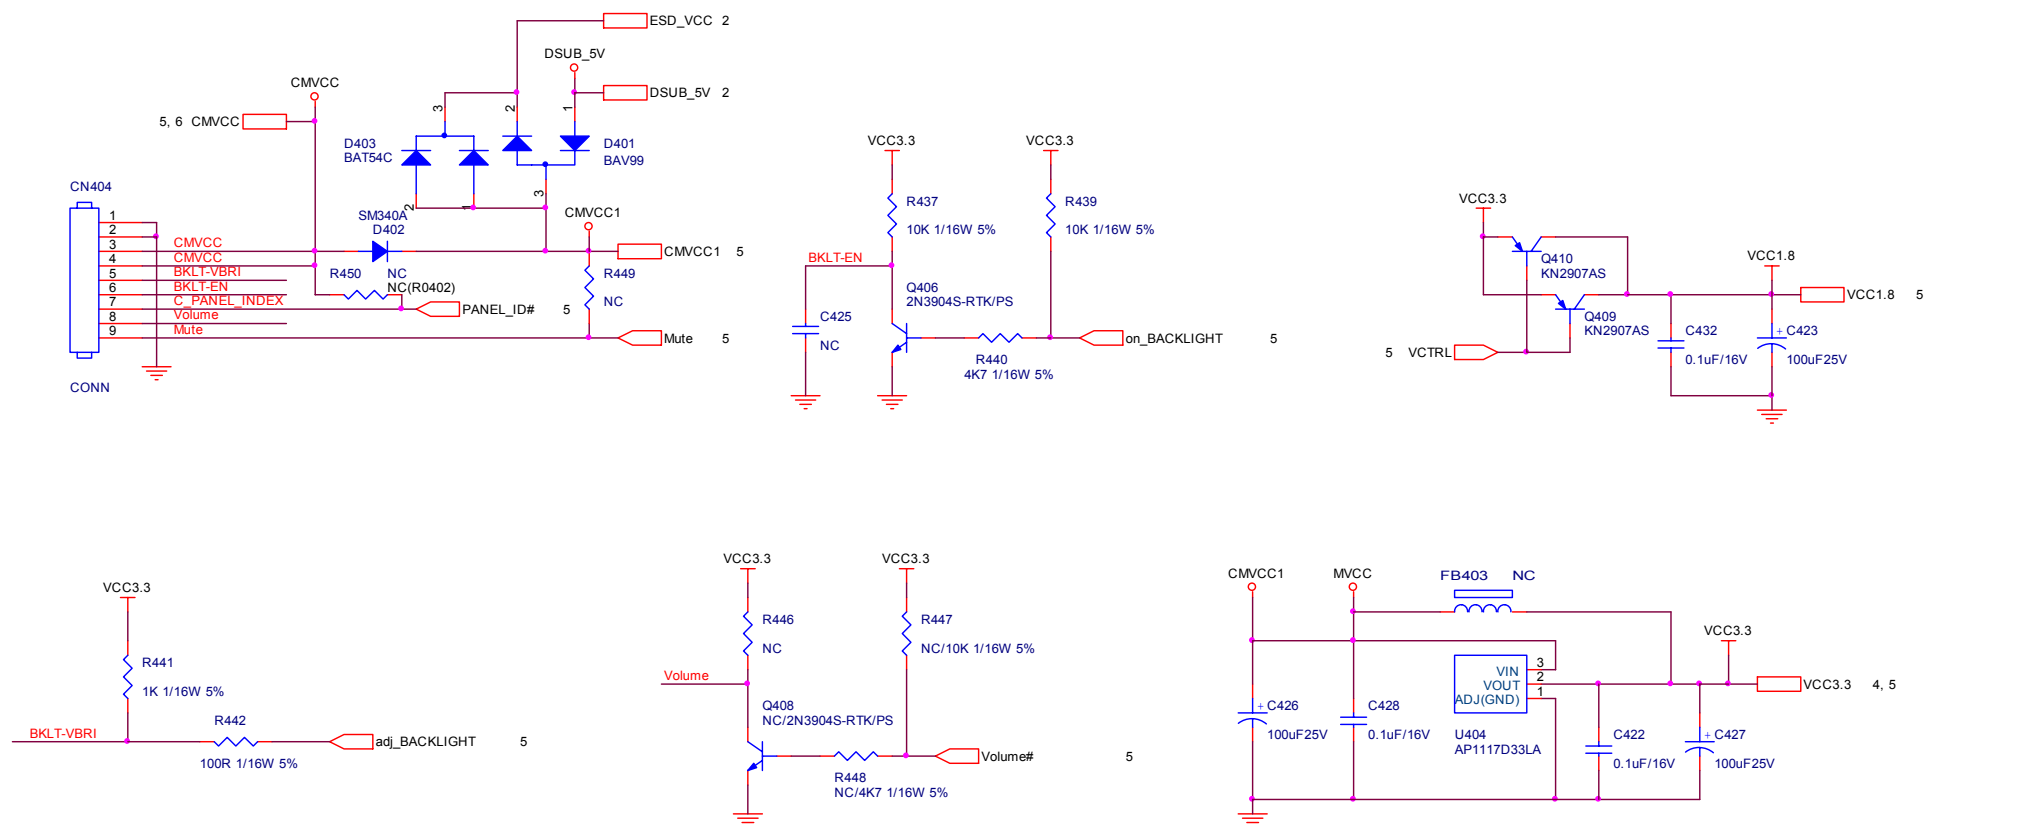 ESD_VCC 2
DSUB_5V
DSUB_5V 2
CMVCC
5, 6 CMVCC
3
2
1
D403
BAT54C
D401
BAV99
2
1
3
CN404
1
2
3
4
5
6
7
8
9
CONN
CMVCC
CMVCC
BKLT-VBRI
BKLT-EN
C_PANEL_INDEX
Volume
Mute
SM340A
D402
R450
NC
NC(R0402)
PANEL_ID# 5
CMVCC1
CMVCC1 5
R449
NC
Mute 5
VCC3.3
VCC3.3
R437
10K 1/16W 5%
R439
10K 1/16W 5%
BKLT-EN
Q406
2N3904S-RTK/PS
C425
NC
R440
4K7 1/16W 5%
on_BACKLIGHT 5
VCC3.3
Q410
KN2907AS
VCC1.8
VCC1.8 5
Q409
KN2907AS
5 VCTRL
C432
0.1uF/16V
+ C423
100uF25V
VCC3.3
R441
1K 1/16W 5%
BKLT-VBRI
R442
100R 1/16W 5%
adj_BACKLIGHT 5
VCC3.3
VCC3.3
R446
NC
R447
NC/10K 1/16W 5%
Volume
Q408
NC/2N3904S-RTK/PS
R448
NC/4K7 1/16W 5%
Volume# 5
CMVCC1
MVCC
FB403 NC
VCC3.3
VIN 3
VOUT 2
ADJ(GND) 1
VCC3.3 4, 5
+ C426
100uF25V
C428
0.1uF/16V
U404
AP1117D33LA
C422
0.1uF/16V
+ C427
100uF25V